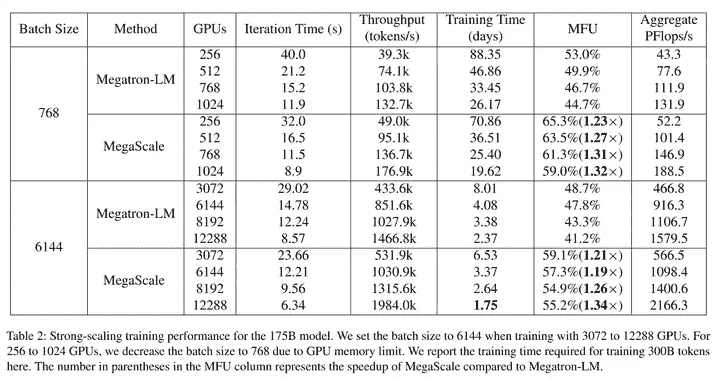 Batch Size Method GPUs Iteration Time (s) Throughput (tokens/s) Training Time (days) MFU Aggregate PFlops/s
768 Megatron-LM 256 40.0 39.3k 88.35 53.0% 43.3
512 21.2 74.1k 46.86 49.9% 77.6
768 15.2 103.8k 33.45 46.7% 111.9
1024 11.9 132.7k 26.17 44.7% 131.9
MegaScale 256 32.0 49.0k 70.86 65.3%(1.23×) 52.2
512 16.5 95.1k 36.51 63.5%(1.27×) 101.4
768 11.5 136.7k 25.40 61.3%(1.31×) 146.9
1024 8.9 176.9k 19.62 59.0%(1.32×) 188.5
6144 Megatron-LM 3072 29.02 433.6k 8.01 48.7% 466.8
6144 14.78 851.6k 4.08 47.8% 916.3
8192 12.24 1027.9k 3.38 43.3% 1106.7
12288 8.57 1466.8k 2.37 41.2% 1579.5
MegaScale 3072 23.66 531.9k 6.53 59.1%(1.21×) 566.5
6144 12.21 1030.9k 3.37 57.3%(1.19×) 1098.4
8192 9.56 1315.6k 2.64 54.9%(1.26×) 1400.6
12288 6.34 1984.0k 1.75 55.2%(1.34×) 2166.3
Table 2: Strong-scaling training performance for the 175B model. We set the batch size to 6144 when training with 3072 to 12288 GPUs. For
256 to 1024 GPUs, we decrease the batch size to 768 due to GPU memory limit. We report the training time required for training 300B tokens
here. The number in parentheses in the MFU column represents the speedup of MegaScale compared to Megatron-LM.